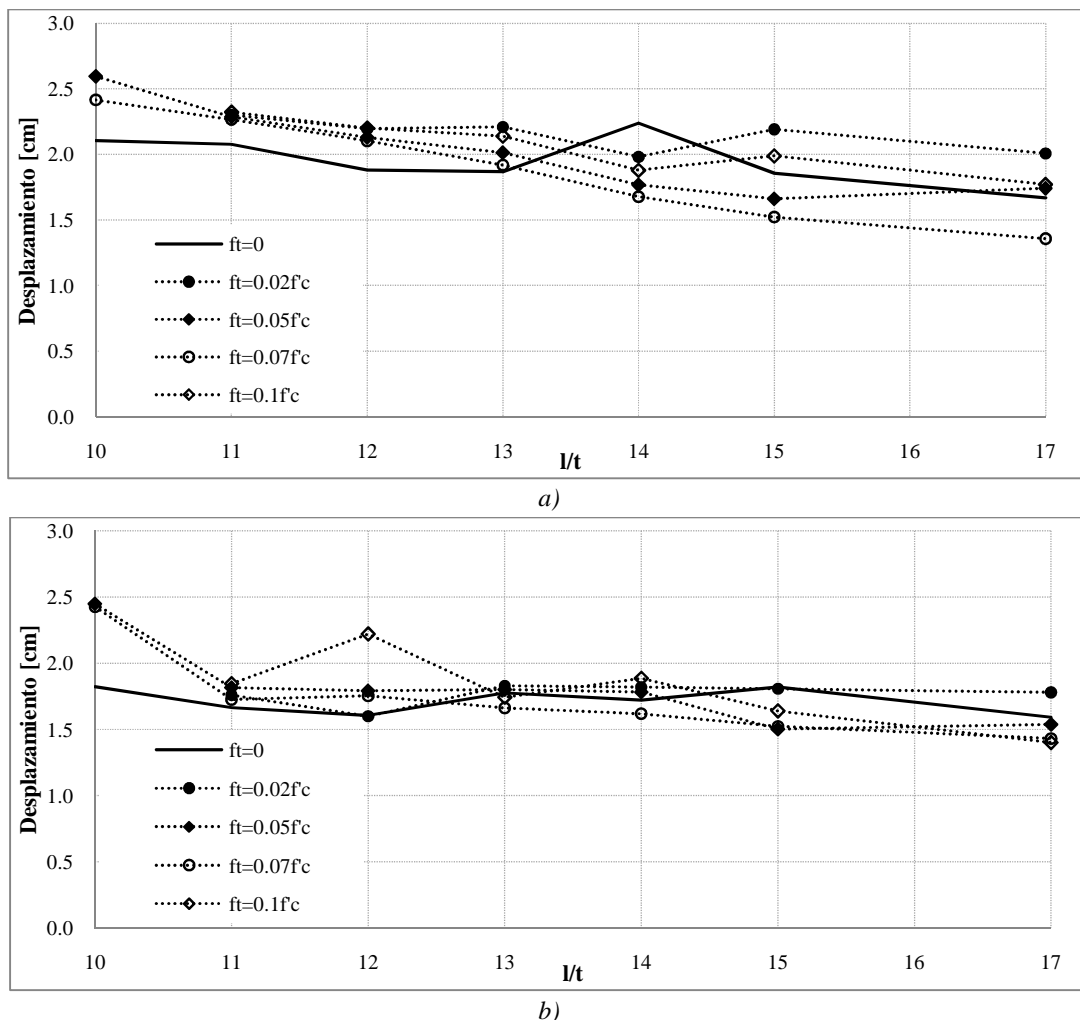 3.0
2.5
2.0
1.5
1.0
0.5
0.0
Desplazamiento [cm]
ft=0
ft=0.02f'c
ft=0.05f'c
ft=0.07f'c
ft=0.1f'c
10 11 12 13 14 15 16 17
l/t
a)
3.0
2.5
2.0
1.5
1.0
0.5
0.0
Desplazamiento [cm]
ft=0
ft=0.02f'c
ft=0.05f'c
ft=0.07f'c
ft=0.1f'c
10 11 12 13 14 15 16 17
l/t
b)